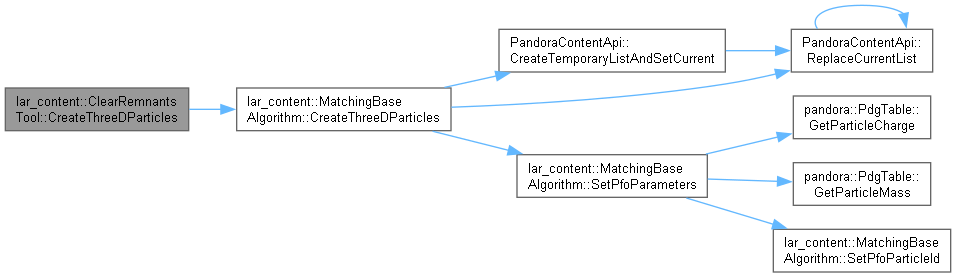 lar_content::ClearRemnants
Tool::CreateThreeDParticles
lar_content::MatchingBase
Algorithm::CreateThreeDParticles
PandoraContentApi::
CreateTemporaryListAndSetCurrent
PandoraContentApi::
ReplaceCurrentList
lar_content::MatchingBase
Algorithm::SetPfoParameters
pandora::PdgTable::
GetParticleCharge
pandora::PdgTable::
GetParticleMass
lar_content::MatchingBase
Algorithm::SetPfoParticleId